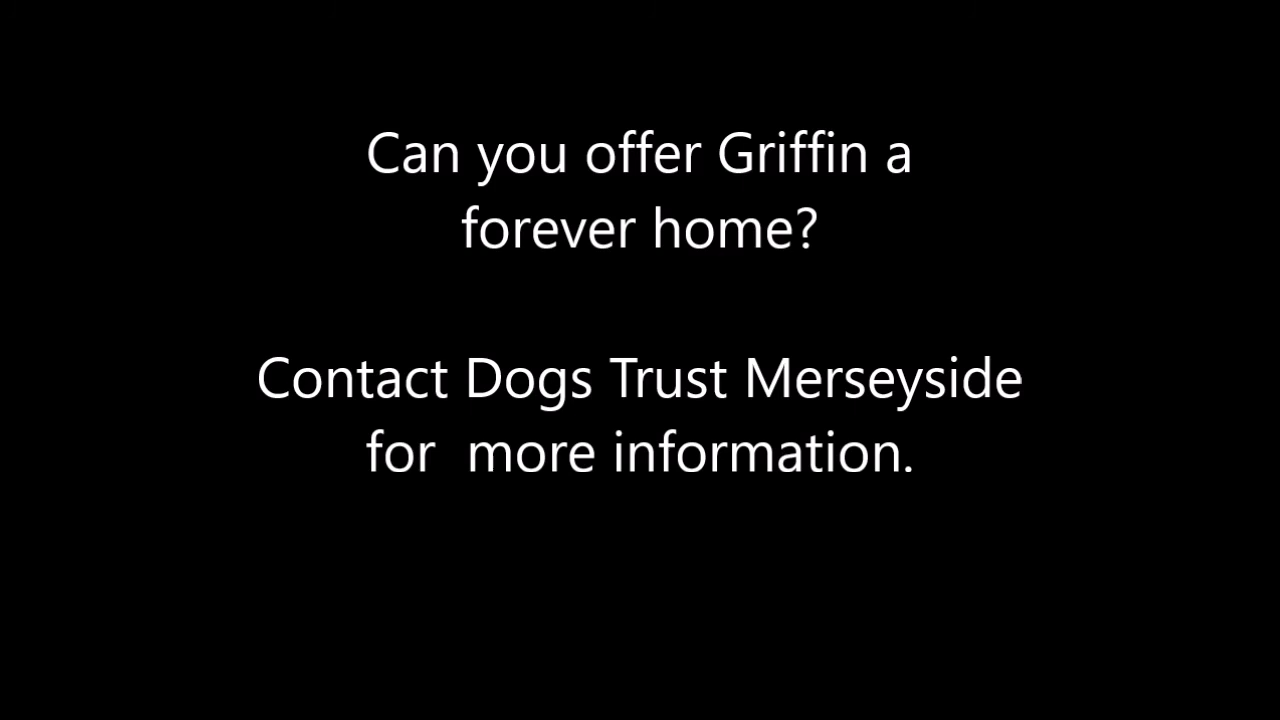 Can you offer Griffin a
forever home?
Contact Dogs Trust Merseyside
for  more information.